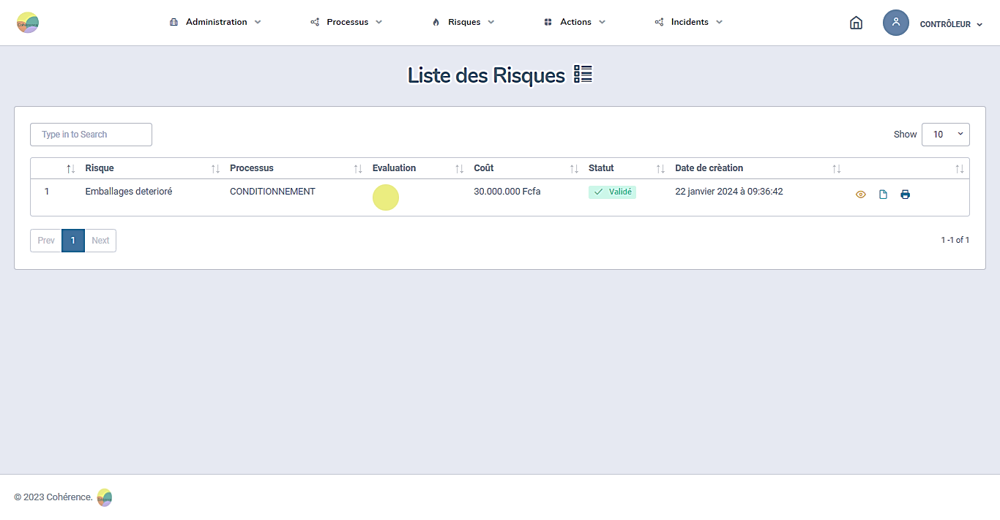 Administration
Processus
Risques
Actions
Incidents
CONTRÔLEUR
Liste des Risques
Type in to Search
Show 10
Risque Processus Evaluation Coût Statut Date de crèation
1 Emballages deterioré CONDITIONNEMENT 30.000.000 Fcfa Validé 22 janvier 2024 à 09:36:42
Prev 1 Next
1 -1 of 1
© 2023 Cohérence.